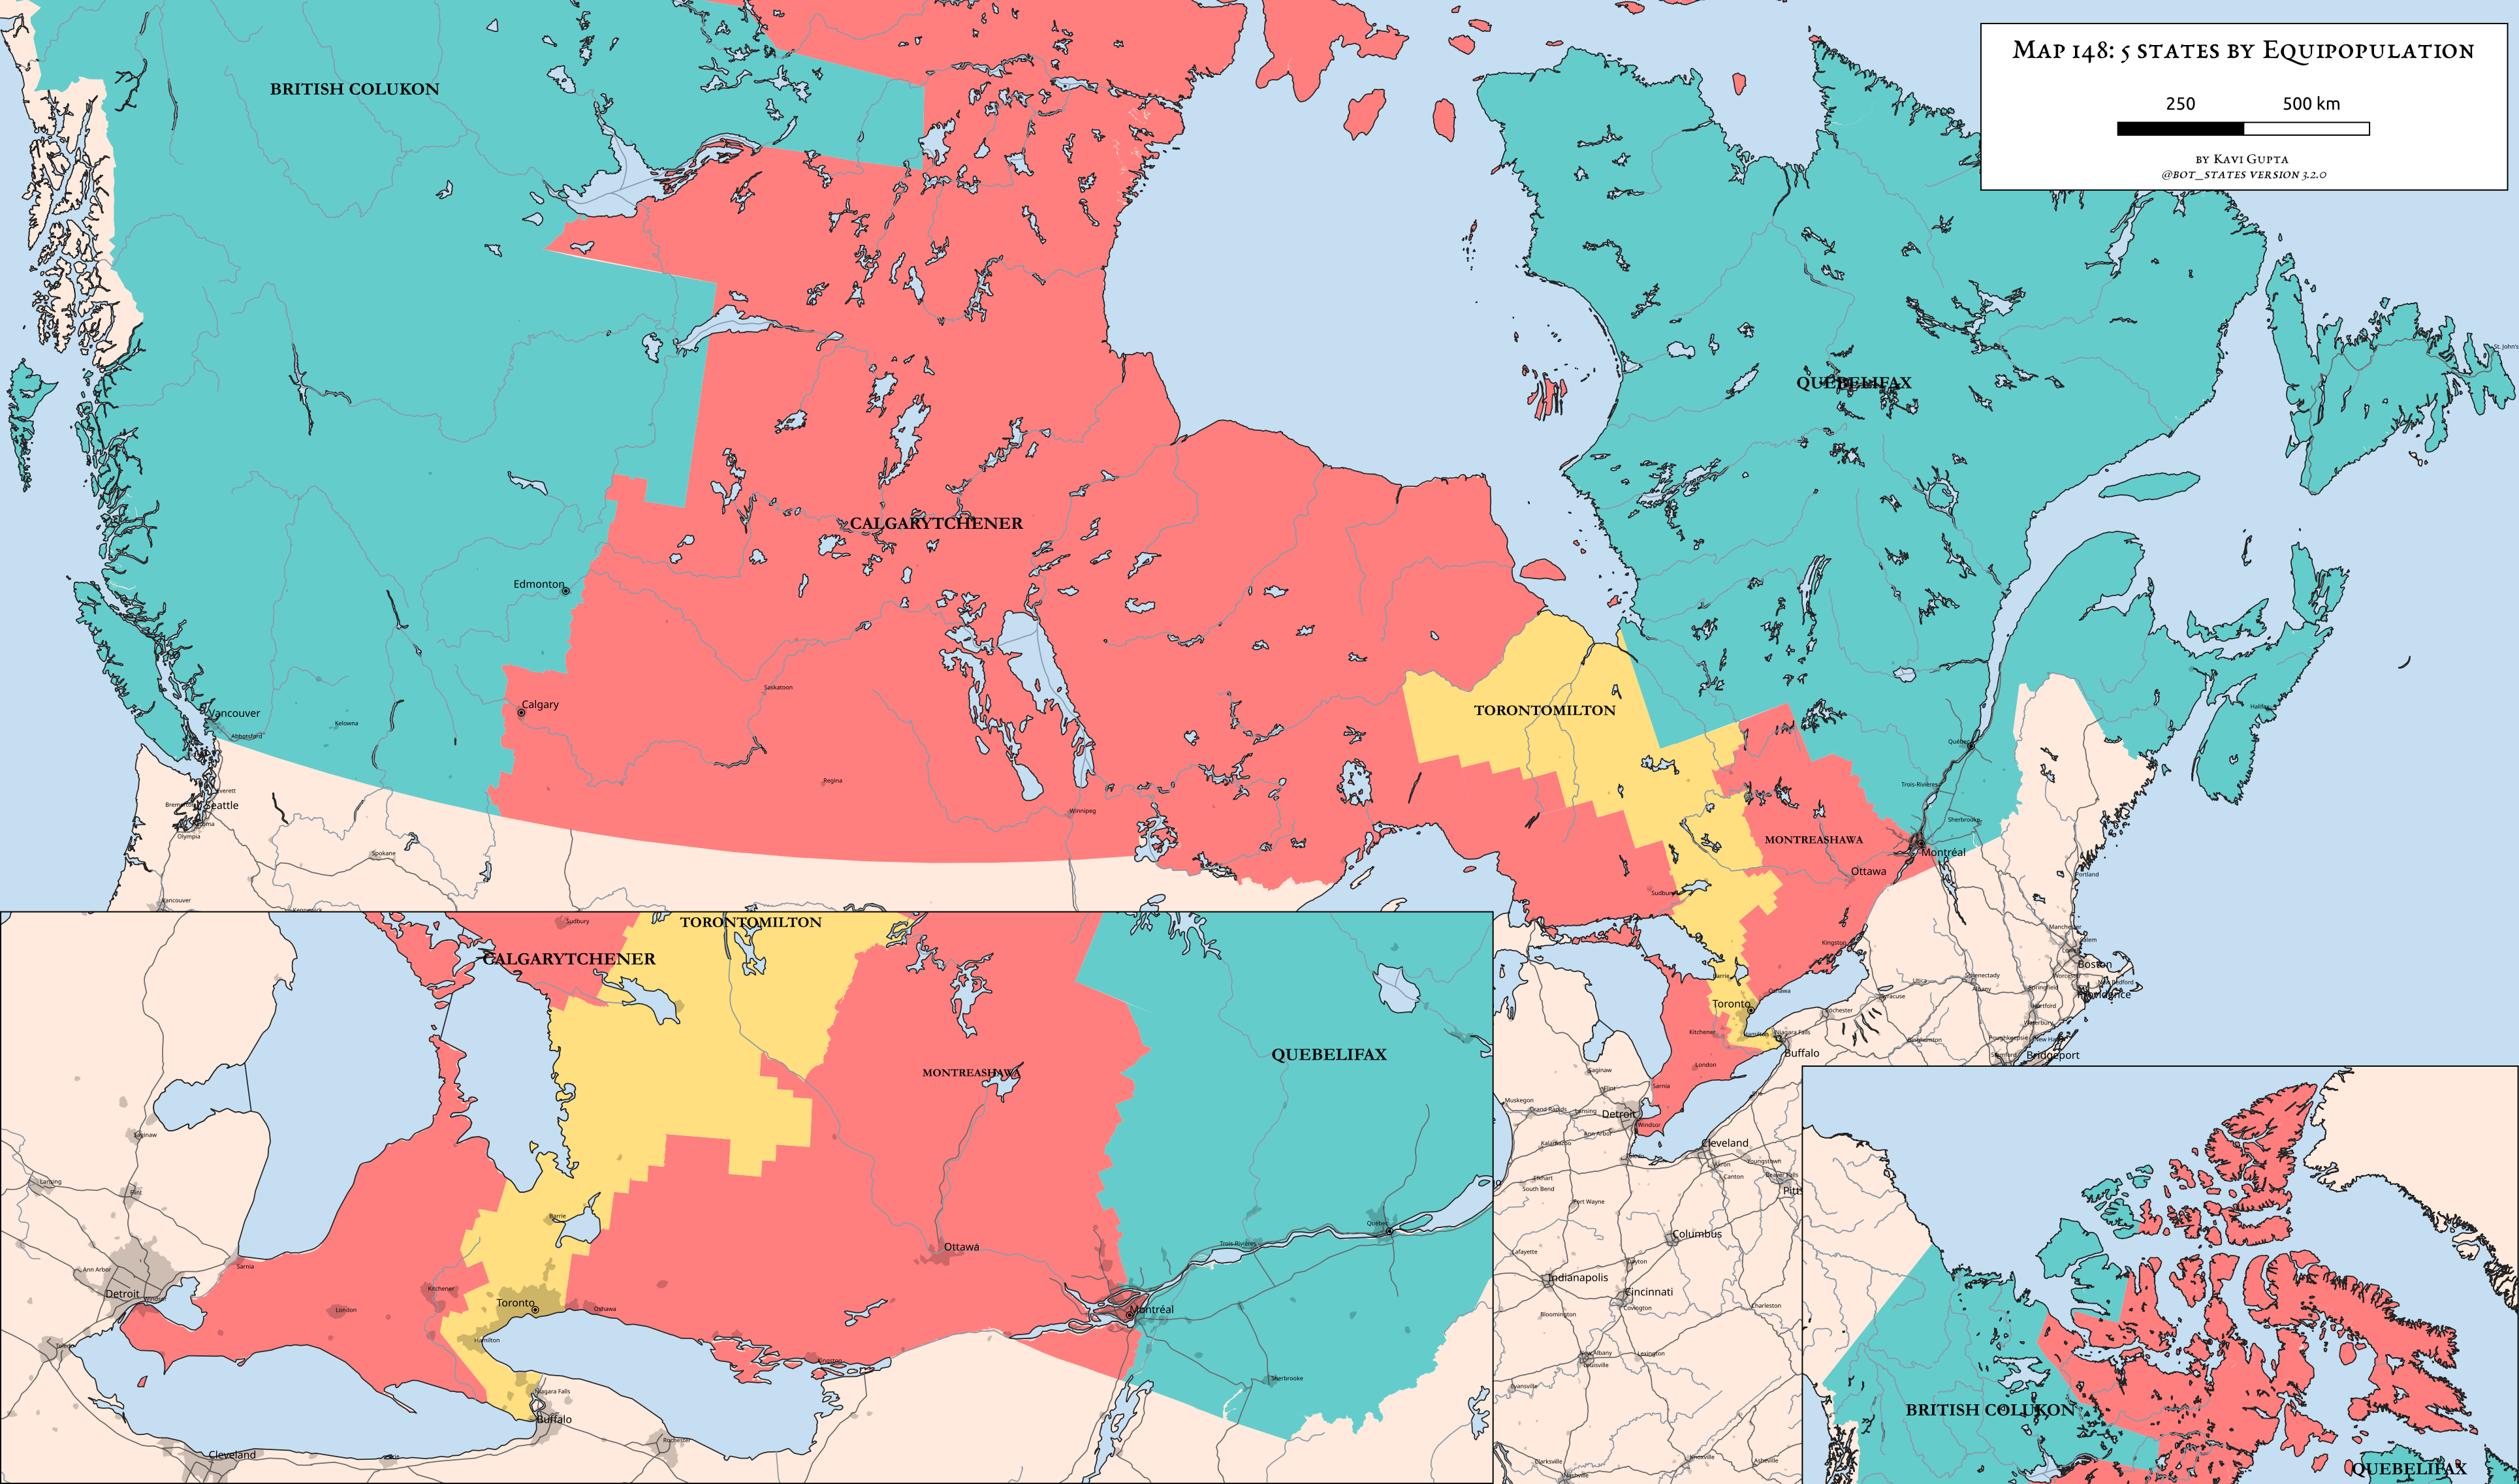 MAP 148: 5 STATES BY EQUIPOPULATION
250 500 km
BY KAVI GUPTA
@BOT_STATES VERSION 3.2.0
BRITISH COLUKON
QUEBELIFAX
CALGARYTCHENER
TORONTOMILTON
MONTREASHAWA
St. John's
Edmonton
Calgary
Saskatoon
Vancouver
Abbotsford
Kelowna
Regina
Winnipeg
Seattle
Olympia
Spokane
Vancouver
Kennewick
Québec
Trois-Rivières
Sherbrooke
Montréal
Ottawa
Halifax
Sudbury
Kingston
Barrie
Oshawa
Toronto
Kitchener
Hamilton
Niagara Falls
Buffalo
London
Sarnia
Windsor
Portland
Manchester
Salem
Boston
Worcester
New Bedford
Providence
Springfield
Hartford
Waterbury
Poughkeepsie
New Haven
Stamford
Bridgeport
Schenectady
Albany
Utica
Syracuse
Rochester
Binghamton
Erie
Saginaw
Flint
Muskegon
Grand Rapids
Lansing
Detroit
Ann Arbor
Kalamazoo
Cleveland
Akron
Youngstown
Canton
Beaver Falls
Elkhart
South Bend
Fort Wayne
Columbus
Lafayette
Dayton
Indianapolis
Cincinnati
Covington
Bloomington
Charleston
New Albany
Louisville
Lexington
Evansville
Clarksville
Nashville
Knoxville
Asheville
Sudbury
TORONTOMILTON
CALGARYTCHENER
MONTREASHAWA
QUEBELIFAX
Saginaw
Lansing
Flint
Ann Arbor
Detroit
Windsor
Toledo
Sarnia
London
Kitchener
Barrie
Toronto
Hamilton
Oshawa
Niagara Falls
Buffalo
Rochester
Erie
Cleveland
Kingston
Ottawa
Montréal
Trois-Rivières
Québec
Sherbrooke
BRITISH COLUKON
QUEBELIFAX